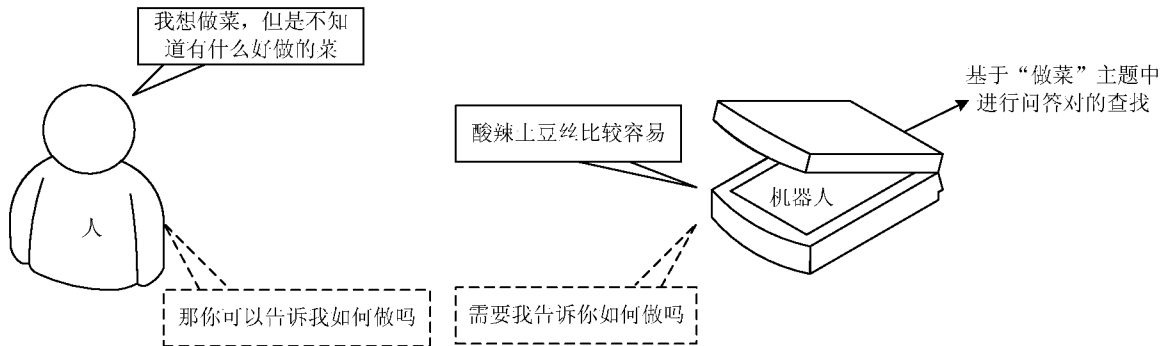 我想做菜，但是不知
道有什么好做的菜
基于“做菜”主题中
进行问答对的查找
酸辣土豆丝比较容易
机器人
人
那你可以告诉我如何做吗
需要我告诉你如何做吗